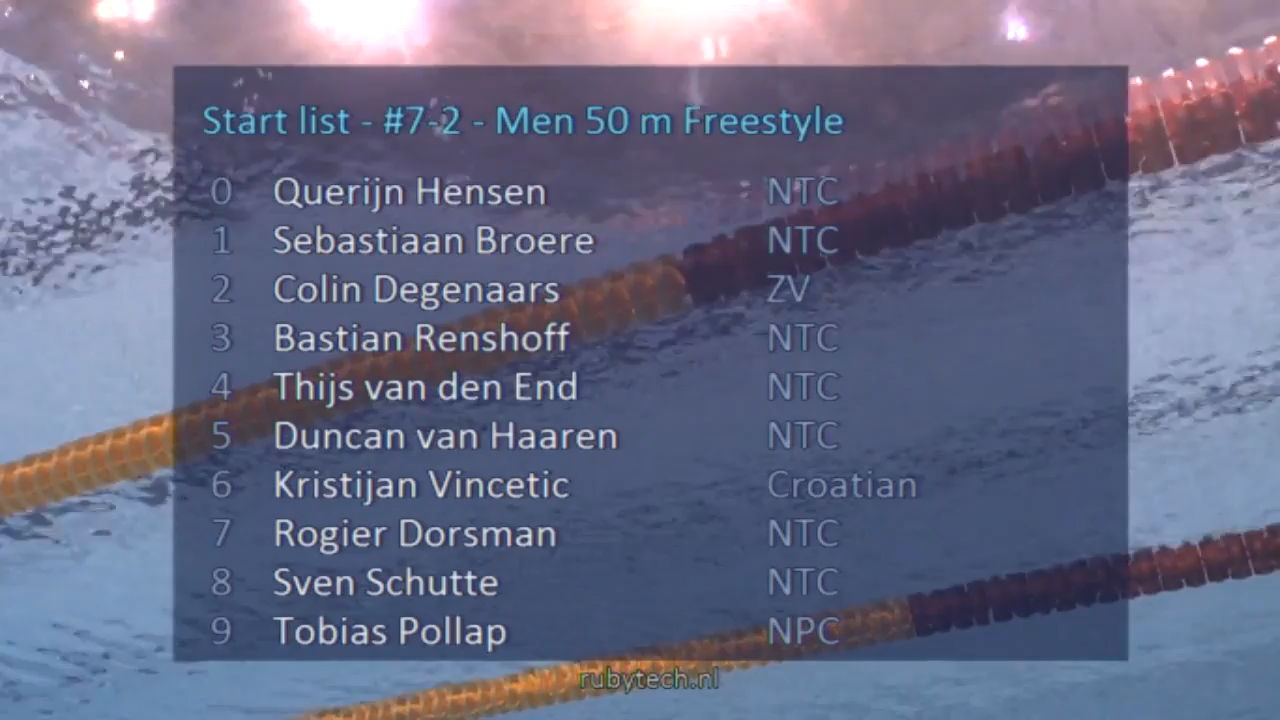 Start list - #7-2 - Men 50 m Freestyle
0 Querijn Hensen NTC
1 Sebastiaan Broere NTC
2 Colin Degenaars ZV
3 Bastian Renshoff NTC
4 Thijs van den End NTC
5 Duncan van Haaren NTC
6 Kristijan Vincetic Croatian
7 Rogier Dorsman NTC
8 Sven Schutte NTC
9 Tobias Pollap NPC
rubytech.nl